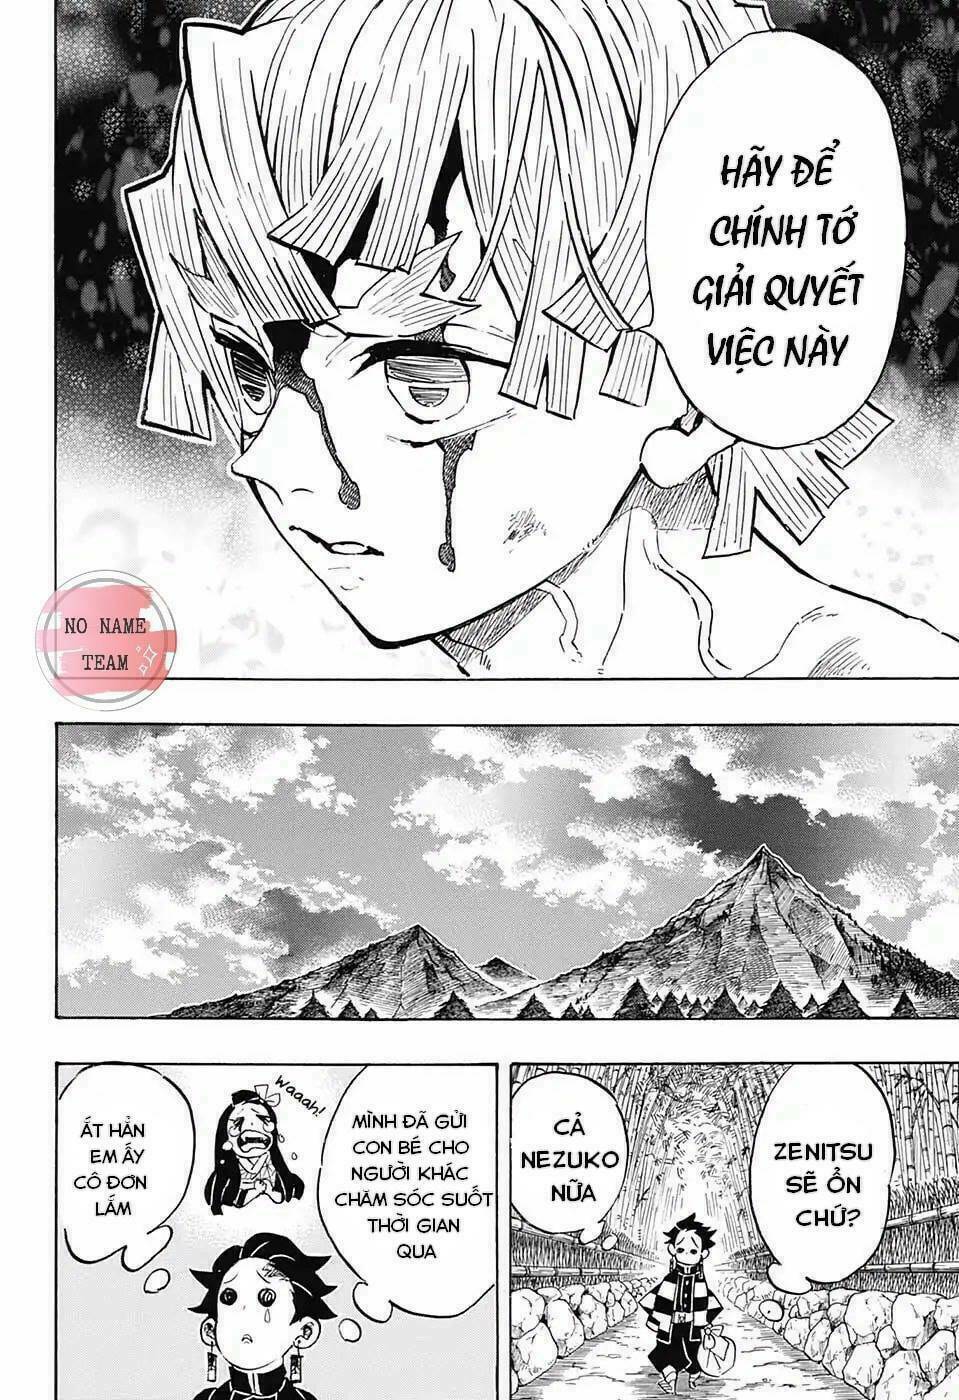 HÃY ĐỂ
CHÍNH TỚ
GIẢI QUYẾT
VIỆC NÀY
NO NAME
TEAM
ZENITSU
SẼ ỔN
CHỨ?
CẢ
NEZUKO
NỮA
MÌNH ĐÃ GỬI
CON BÉ CHO
NGƯỜI KHÁC
CHĂM SÓC SUỐT
THỜI GIAN
QUA
Waaah!
ẮT HẲN
EM ẤY
CÔ ĐƠN
LẮM